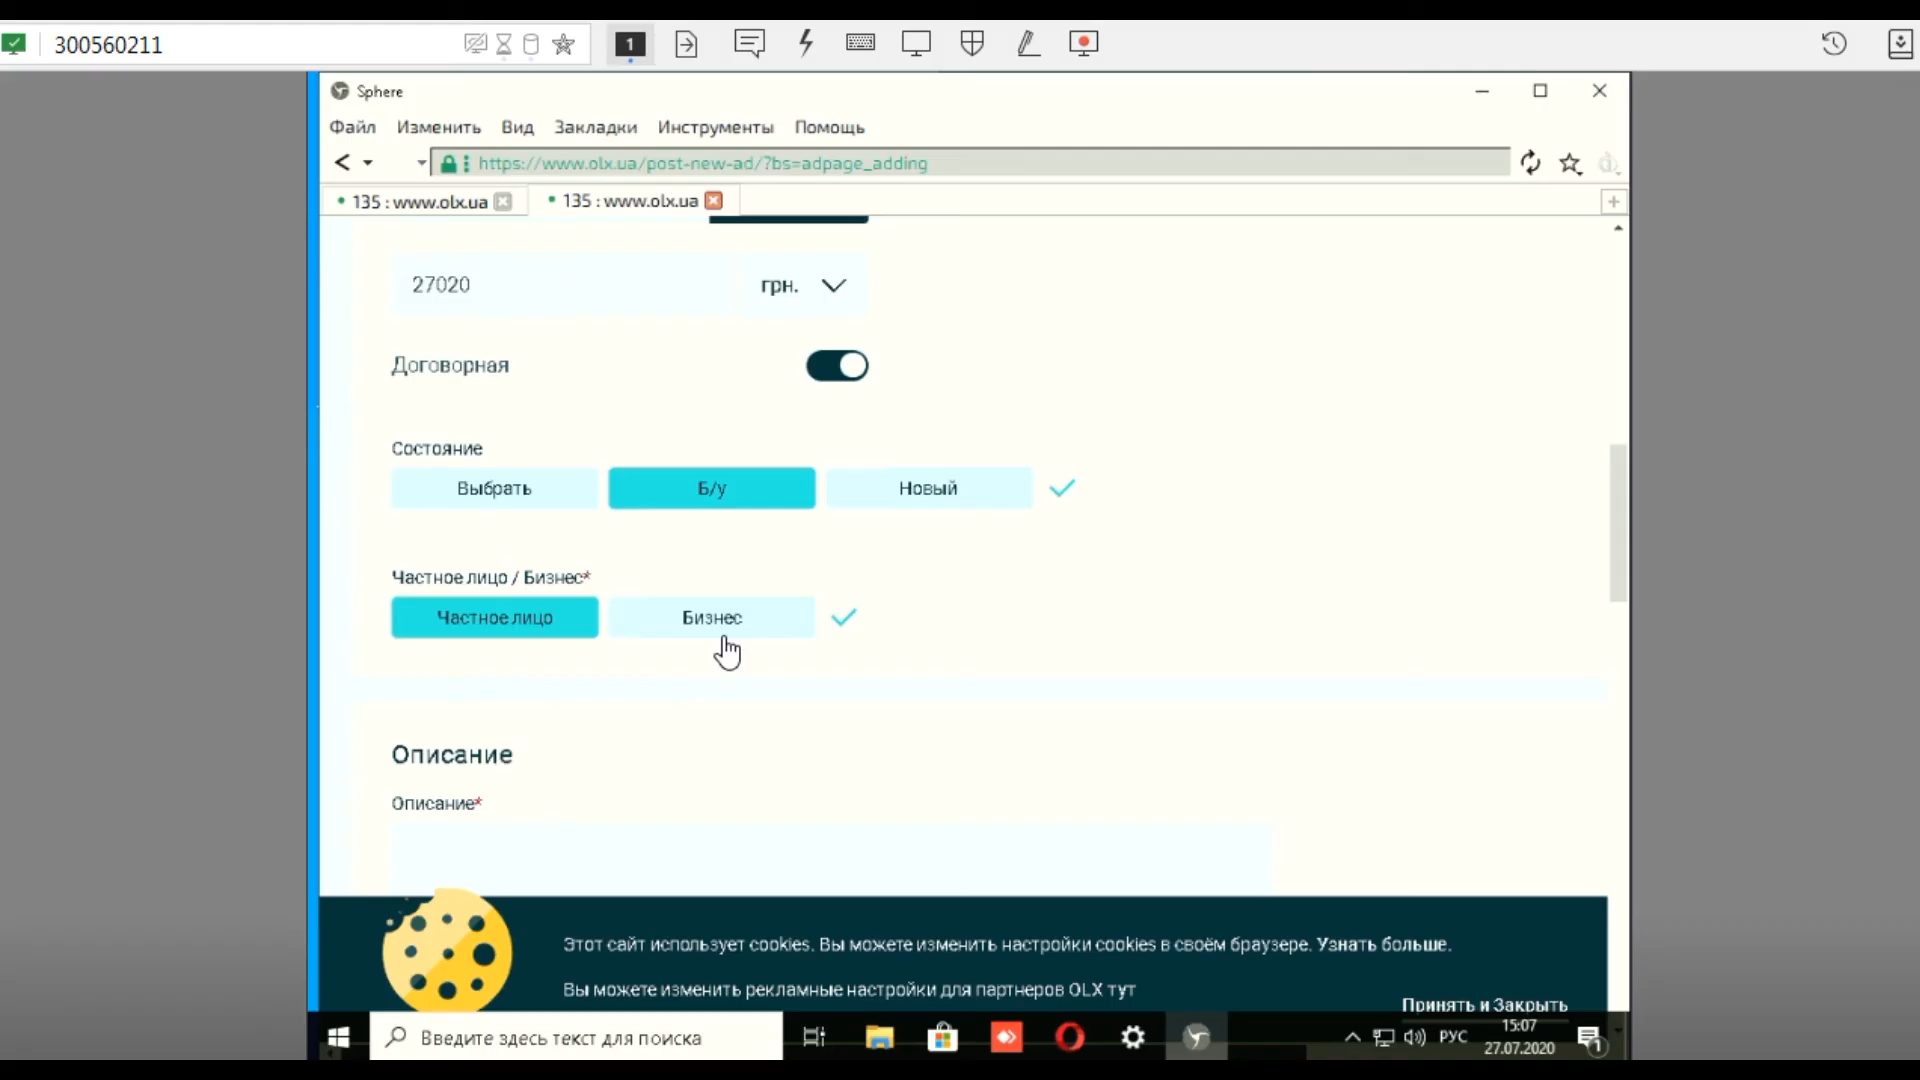 300560211
1
Sphere
Файл Изменить Вид Закладки Инструменты Помощь
https://www.olx.ua/post-new-ad/?bs=adpage_adding
135 : www.olx.ua
135 : www.olx.ua
27020 грн.
Договорная
Состояние
Выбрать Б/у Новый
Частное лицо / Бизнес*
Частное лицо Бизнес
Описание
Описание*
Этот сайт использует cookies. Вы можете изменить настройки cookies в своём браузере. Узнать больше.
Вы можете изменить рекламные настройки для партнеров OLX тут
Принять и Закрыть
Введите здесь текст для поиска
РУС
15:07
27.07.2020
1